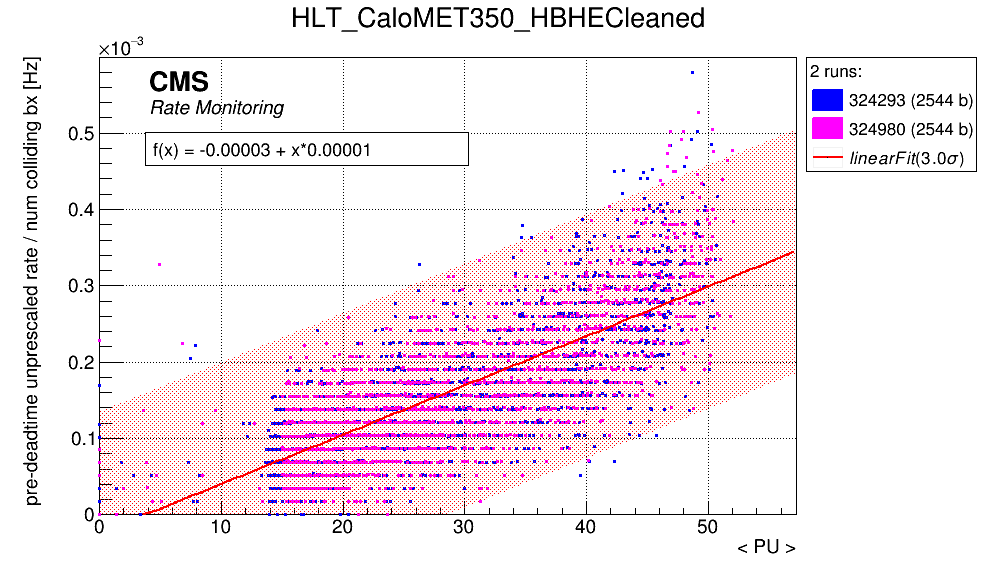 HLT_CaloMET350_HBHECleaned
×10⁻³
CMS
Rate Monitoring
f(x) = -0.00003 + x*0.00001
pre-deadtime unprescaled rate / num colliding bx [Hz]
0.5
0.4
0.3
0.2
0.1
0
0 10 20 30 40 50
< PU >
2 runs:
324293 (2544 b)
324980 (2544 b)
linearFit(3.0σ)